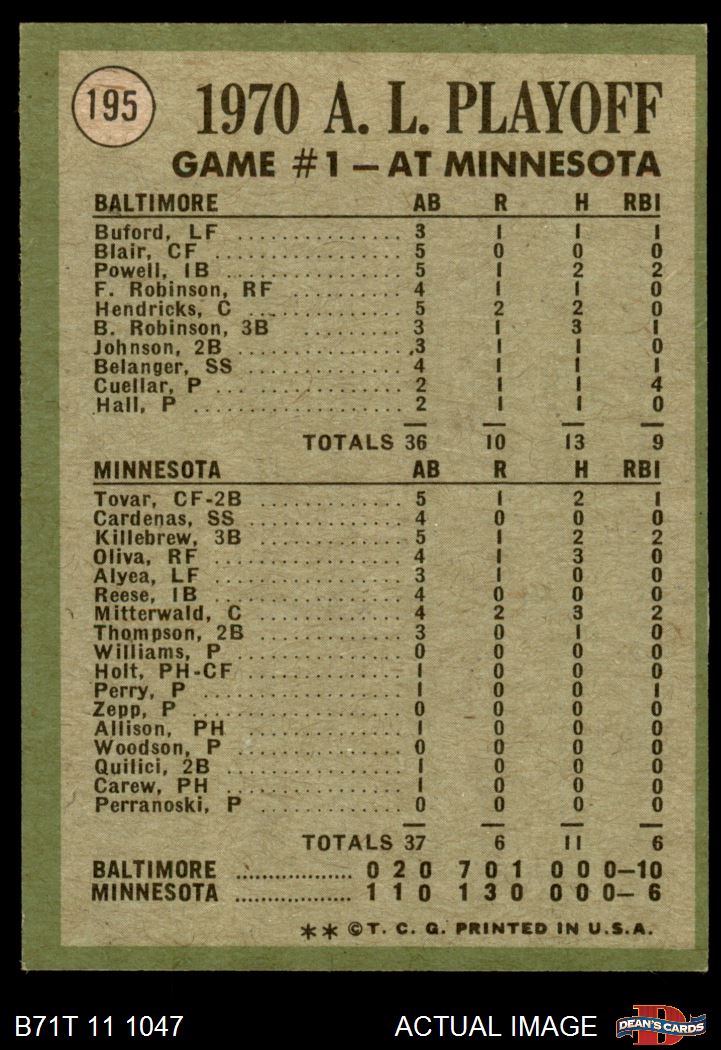 195
1970 A. L. PLAYOFF
GAME #1 – AT MINNESOTA
BALTIMORE AB R H RBI
Buford, LF ............... 3 1 1 1
Blair, CF ............... 5 0 0 0
Powell, 1B ............... 5 1 2 2
F. Robinson, RF .......... 4 1 1 0
Hendricks, C ............. 5 2 2 0
B. Robinson, 3B ......... 3 1 3 1
Johnson, 2B .............. 3 1 1 0
Belanger, SS ............. 4 1 1 1
Cuellar, P ............... 2 1 1 4
Hall, P .................. 2 1 1 0
TOTALS 36 10 13 9
MINNESOTA AB R H RBI
Tovar, CF-2B ............. 5 1 2 1
Cardenas, SS ............. 4 0 0 0
Killebrew, 3B ............ 5 1 2 2
Oliva, RF ................ 4 1 3 0
Alyea, LF ................ 3 1 0 0
Reese, 1B ................ 4 0 0 0
Mitterwald, C ............ 4 2 3 2
Thompson, 2B ............. 3 0 1 0
Williams, P .............. 0 0 0 0
Holt, PH-CF .............. 1 0 0 0
Perry, P ................. 1 0 0 1
Zepp, P .................. 0 0 0 0
Allison, PH .............. 1 0 0 0
Woodson, P ............... 0 0 0 0
Quilici, 2B .............. 1 0 0 0
Carew, PH ................ 1 0 0 0
Perranoski, P ............ 0 0 0 0
TOTALS 37 6 11 6
BALTIMORE .................. 0 2 0 7 0 1 0 0 0–10
MINNESOTA .................. 1 1 0 1 3 0 0 0 0– 6
** © T. C. G. PRINTED IN U.S.A.
B71T 11 1047 ACTUAL IMAGE DEAN'S CARDS